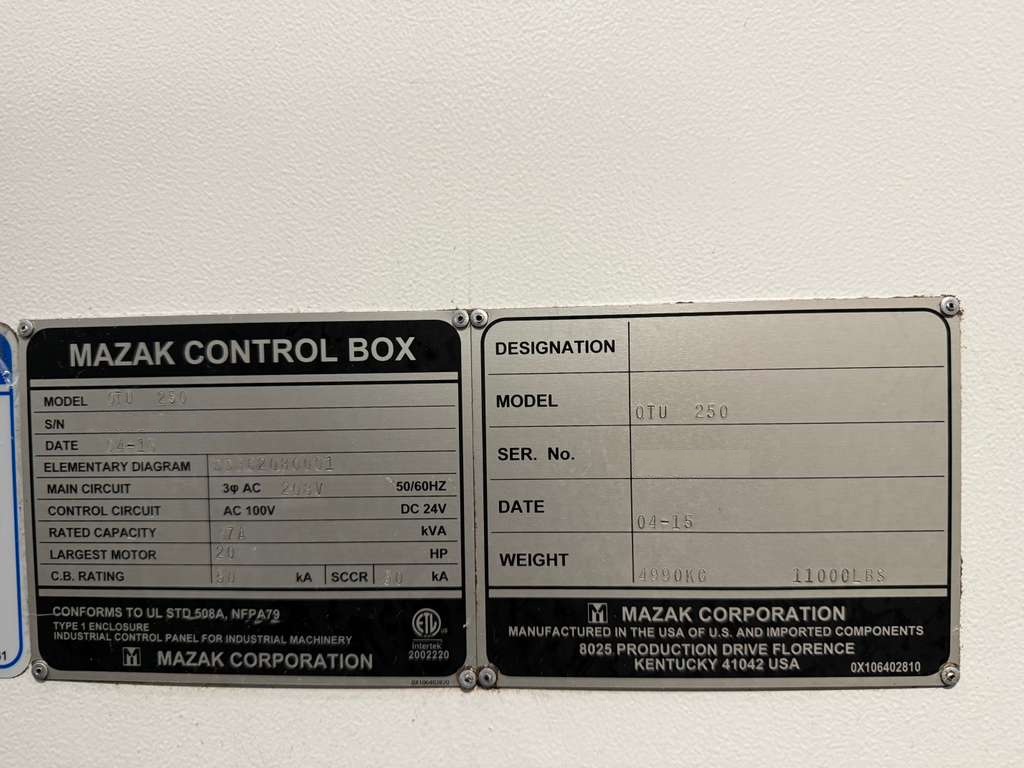 MAZAK CONTROL BOX
MODEL QTU 250
S/N
DATE 04-15
ELEMENTARY DIAGRAM
MAIN CIRCUIT 3φ AC 208V 50/60HZ
CONTROL CIRCUIT AC 100V DC 24V
RATED CAPACITY kVA
LARGEST MOTOR 20 HP
C.B. RATING kA SCCR kA
CONFORMS TO UL STD 508A, NFPA79
TYPE 1 ENCLOSURE
INDUSTRIAL CONTROL PANEL FOR INDUSTRIAL MACHINERY
MAZAK CORPORATION
ETL
Intertek
2002220
DESIGNATION
MODEL QTU 250
SER. No.
DATE 04-15
WEIGHT 4990KG 11000LBS
MAZAK CORPORATION
MANUFACTURED IN THE USA OF U.S. AND IMPORTED COMPONENTS
8025 PRODUCTION DRIVE FLORENCE
KENTUCKY 41042 USA 0X106402810